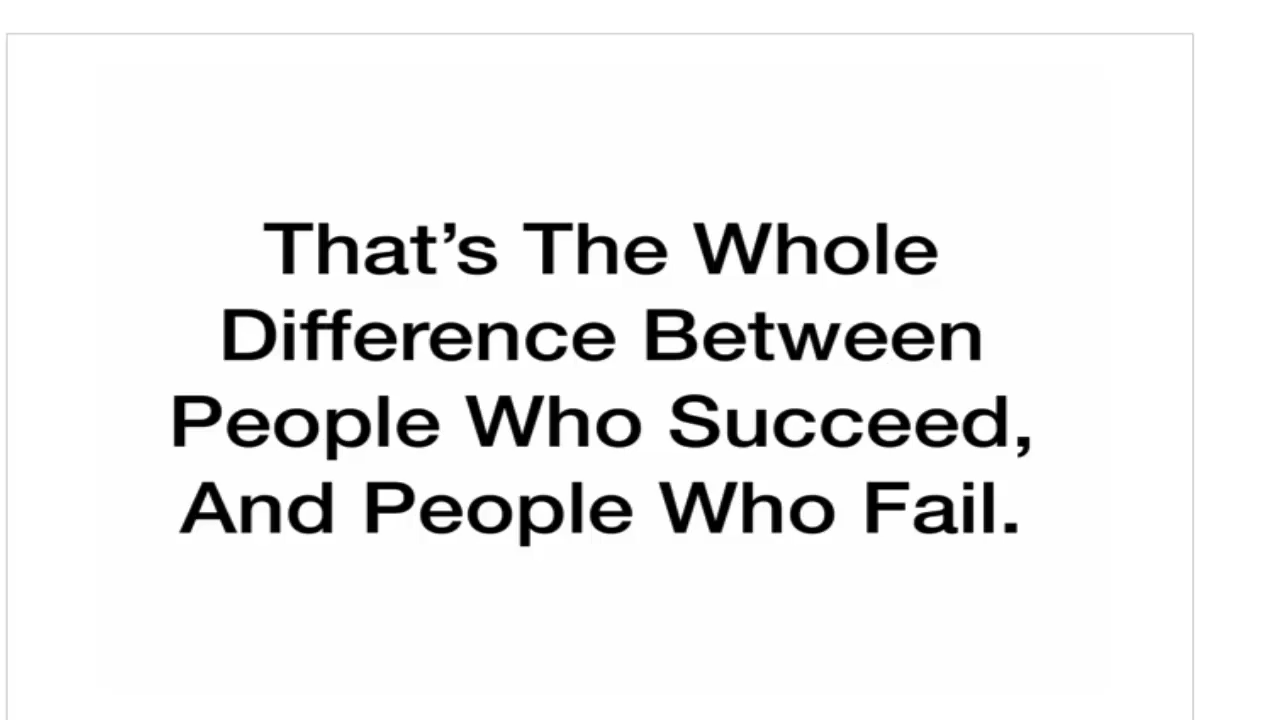 That’s The Whole
Difference Between
People Who Succeed,
And People Who Fail.